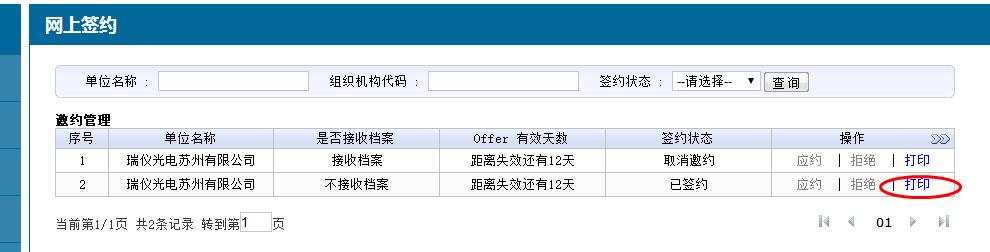 网上签约
单位名称 : 组织机构代码 : 签约状态 : --请选择-- 查询
邀约管理
序号 单位名称 是否接收档案 Offer 有效天数 签约状态 操作
1 瑞仪光电苏州有限公司 接收档案 距离失效还有12天 取消邀约 应约 | 拒绝 | 打印
2 瑞仪光电苏州有限公司 不接收档案 距离失效还有12天 已签约 应约 | 拒绝 | 打印
当前第1/1页 共2条记录 转到第1页 01